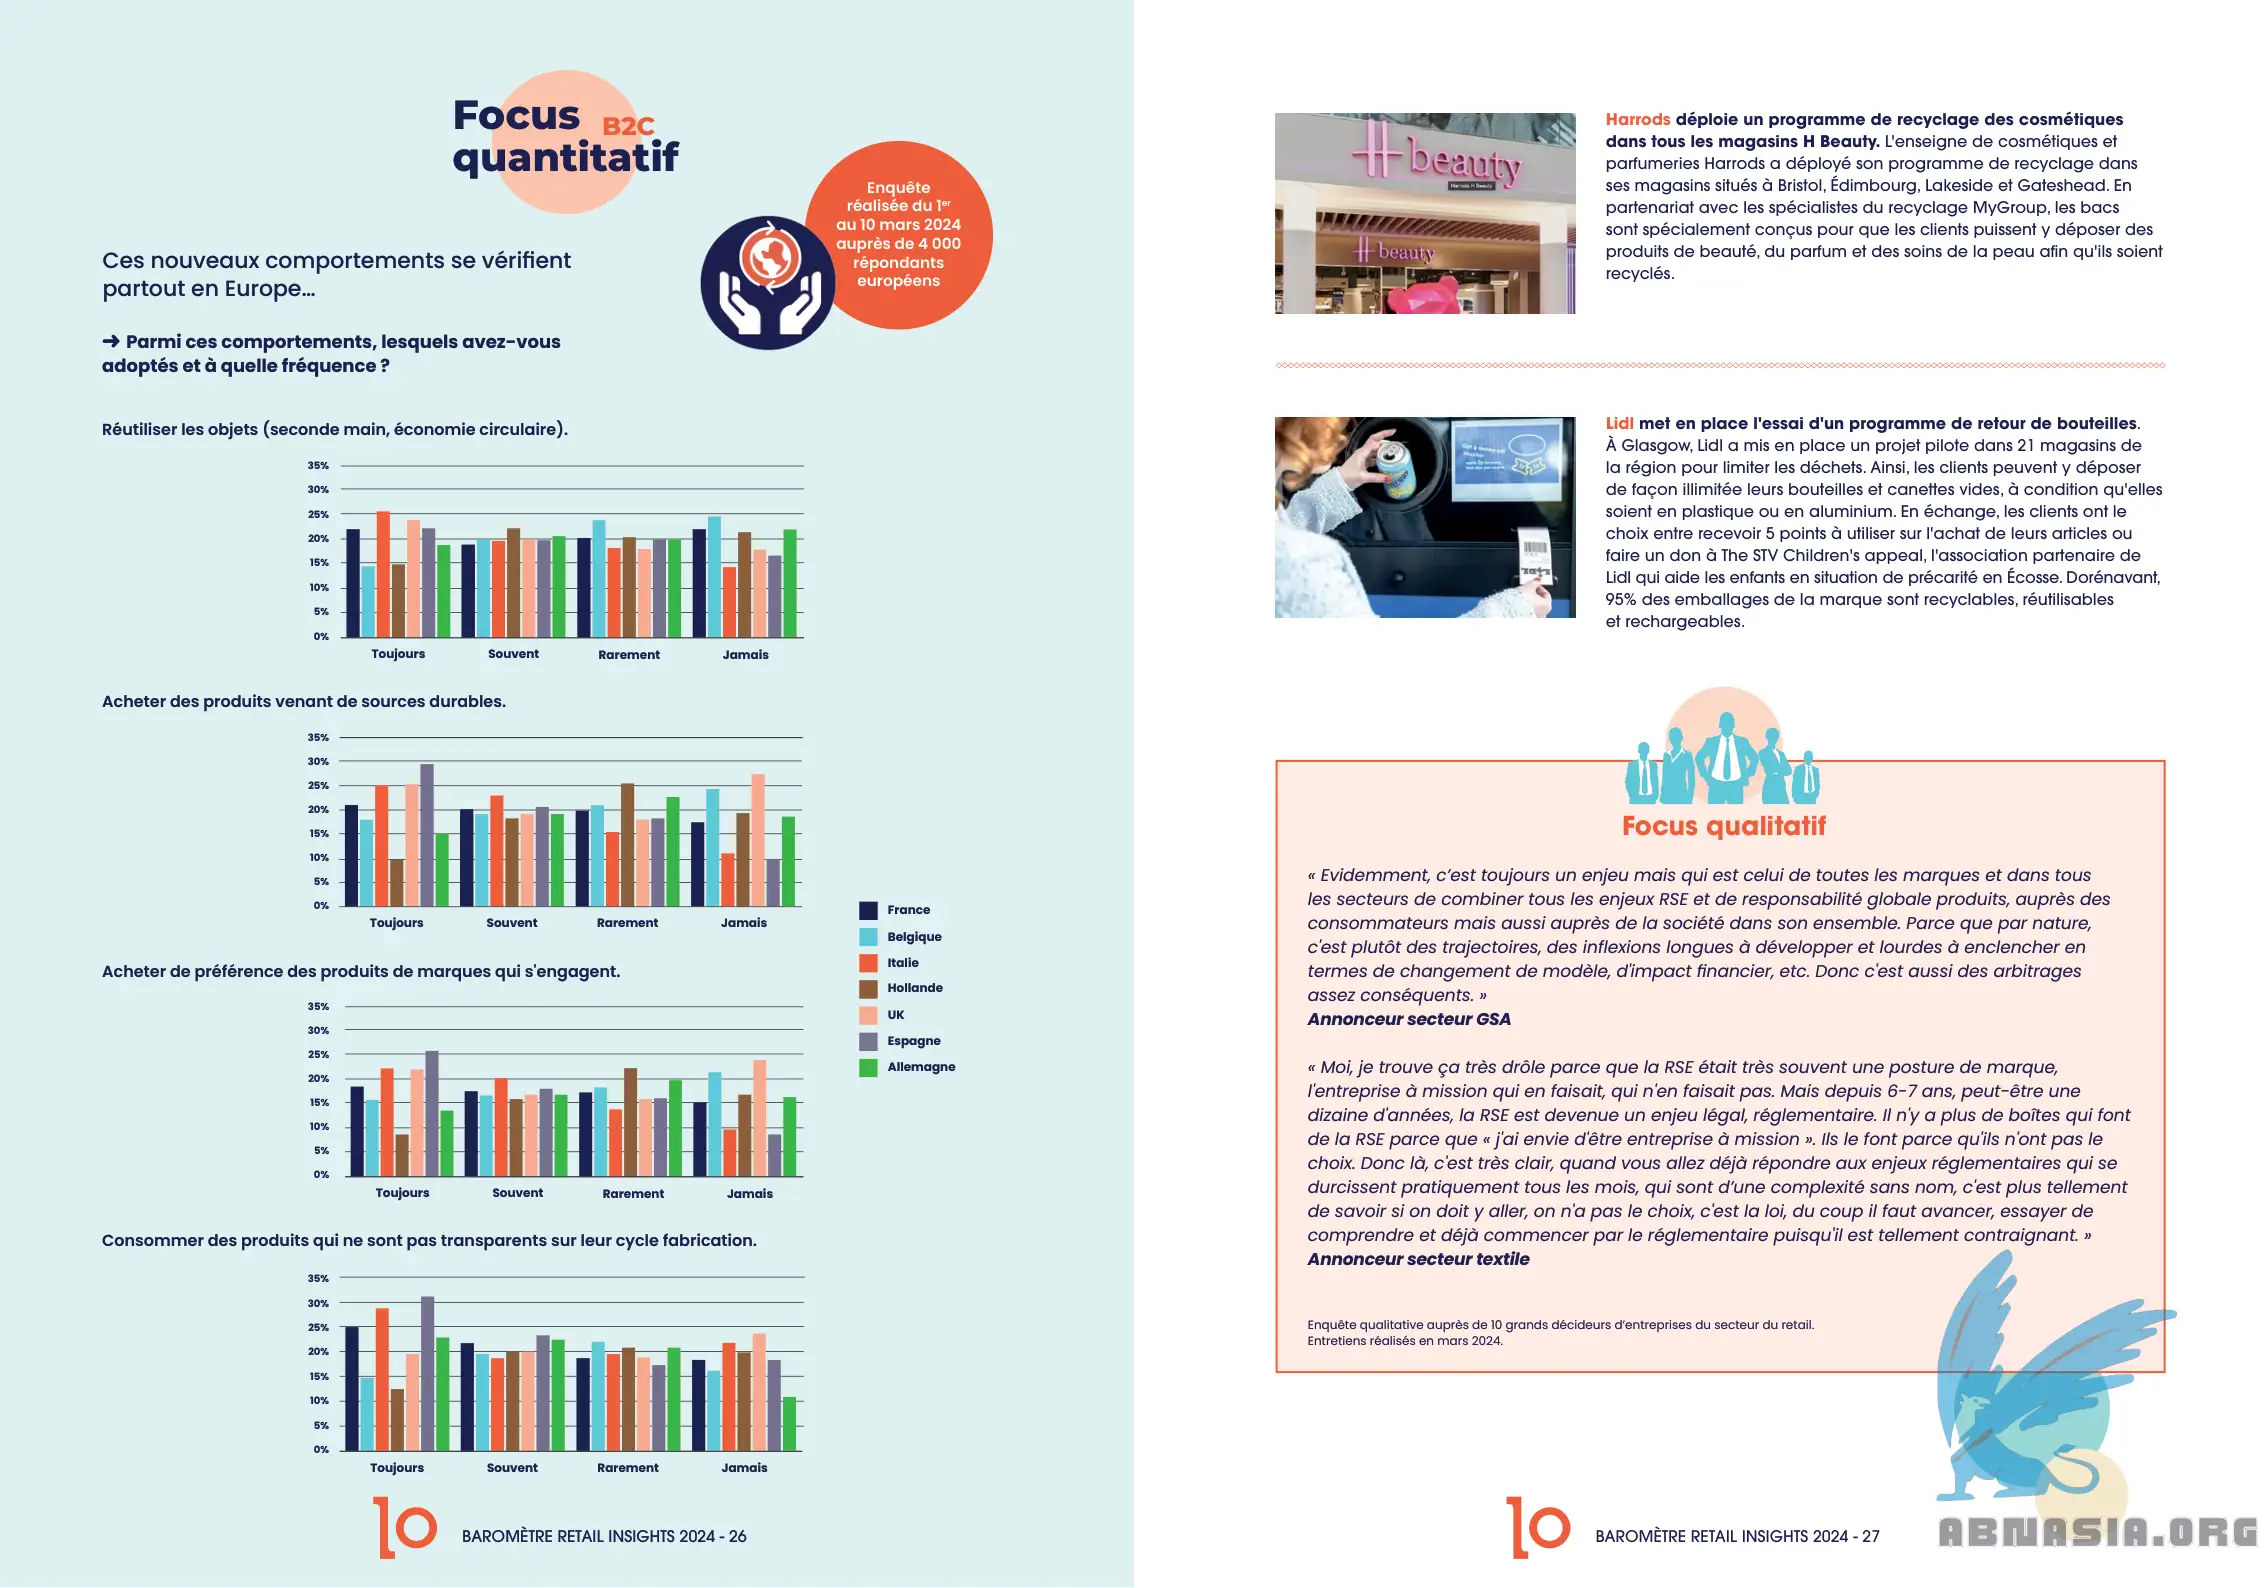 Focus B2C
quantitatif
Enquête
réalisée du 1er
au 10 mars 2024
auprès de 4 000
répondants
européens
Ces nouveaux comportements se vérifient
partout en Europe...
➜ Parmi ces comportements, lesquels avez-vous
adoptés et à quelle fréquence ?
Réutiliser les objets (seconde main, économie circulaire).
35%
30%
25%
20%
15%
10%
5%
0%
Toujours Souvent Rarement Jamais
Acheter des produits venant de sources durables.
35%
30%
25%
20%
15%
10%
5%
0%
Toujours Souvent Rarement Jamais
Acheter de préférence des produits de marques qui s'engagent.
35%
30%
25%
20%
15%
10%
5%
0%
Toujours Souvent Rarement Jamais
Consommer des produits qui ne sont pas transparents sur leur cycle fabrication.
35%
30%
25%
20%
15%
10%
5%
0%
Toujours Souvent Rarement Jamais
France
Belgique
Italie
Hollande
UK
Espagne
Allemagne
10 BAROMÈTRE RETAIL INSIGHTS 2024 - 26
H beauty
Harrods H Beauty
H beauty
Harrods déploie un programme de recyclage des cosmétiques
dans tous les magasins H Beauty. L'enseigne de cosmétiques et
parfumeries Harrods a déployé son programme de recyclage dans
ses magasins situés à Bristol, Édimbourg, Lakeside et Gateshead. En
partenariat avec les spécialistes du recyclage MyGroup, les bacs
sont spécialement conçus pour que les clients puissent y déposer des
produits de beauté, du parfum et des soins de la peau afin qu'ils soient
recyclés.
Lidl met en place l'essai d'un programme de retour de bouteilles.
À Glasgow, Lidl a mis en place un projet pilote dans 21 magasins de
la région pour limiter les déchets. Ainsi, les clients peuvent y déposer
de façon illimitée leurs bouteilles et canettes vides, à condition qu'elles
soient en plastique ou en aluminium. En échange, les clients ont le
choix entre recevoir 5 points à utiliser sur l'achat de leurs articles ou
faire un don à The STV Children's appeal, l'association partenaire de
Lidl qui aide les enfants en situation de précarité en Écosse. Dorénavant,
95% des emballages de la marque sont recyclables, réutilisables
et rechargeables.
Focus qualitatif
« Evidemment, c’est toujours un enjeu mais qui est celui de toutes les marques et dans tous
les secteurs de combiner tous les enjeux RSE et de responsabilité globale produits, auprès des
consommateurs mais aussi auprès de la société dans son ensemble. Parce que par nature,
c'est plutôt des trajectoires, des inflexions longues à développer et lourdes à enclencher en
termes de changement de modèle, d'impact financier, etc. Donc c'est aussi des arbitrages
assez conséquents. »
Annonceur secteur GSA
« Moi, je trouve ça très drôle parce que la RSE était très souvent une posture de marque,
l'entreprise à mission qui en faisait, qui n'en faisait pas. Mais depuis 6-7 ans, peut-être une
dizaine d'années, la RSE est devenue un enjeu légal, réglementaire. Il n'y a plus de boîtes qui font
de la RSE parce que « j'ai envie d'être entreprise à mission ». Ils le font parce qu'ils n'ont pas le
choix. Donc là, c'est très clair, quand vous allez déjà répondre aux enjeux réglementaires qui se
durcissent pratiquement tous les mois, qui sont d’une complexité sans nom, c'est plus tellement
de savoir si on doit y aller, on n'a pas le choix, c'est la loi, du coup il faut avancer, essayer de
comprendre et déjà commencer par le réglementaire puisqu'il est tellement contraignant. »
Annonceur secteur textile
Enquête qualitative auprès de 10 grands décideurs d’entreprises du secteur du retail.
Entretiens réalisés en mars 2024.
10 BAROMÈTRE RETAIL INSIGHTS 2024 - 27
ABNASIA.ORG